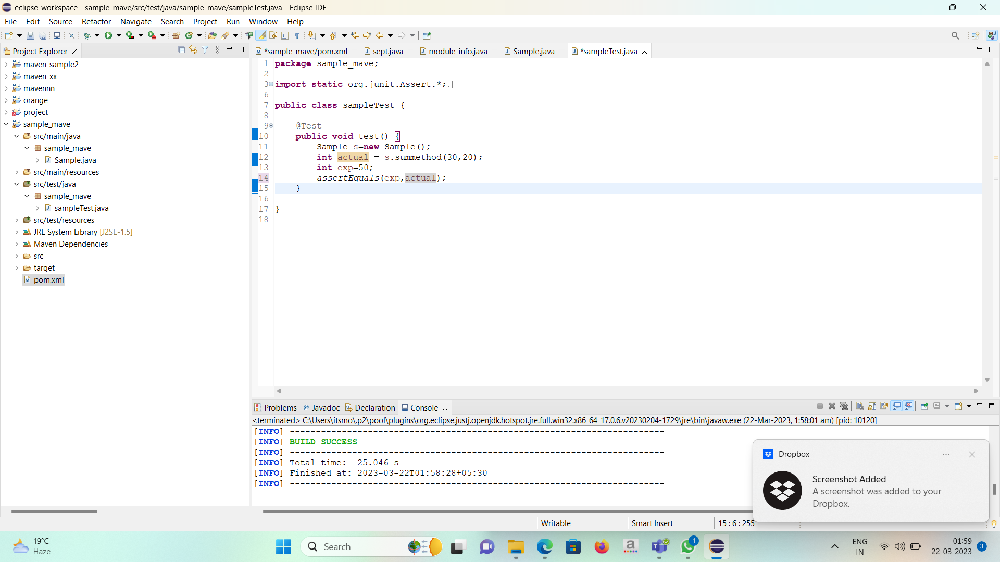 eclipse-workspace - sample_mave/src/test/java/sample_mave/sampleTest.java - Eclipse IDE
File Edit Source Refactor Navigate Search Project Run Window Help
Project Explorer
maven_sample2
maven_xx
mavennn
orange
project
sample_mave
src/main/java
sample_mave
Sample.java
src/main/resources
src/test/java
sample_mave
sampleTest.java
src/test/resources
JRE System Library [J2SE-1.5]
Maven Dependencies
src
target
pom.xml
*sample_mave/pom.xml sept.java module-info.java Sample.java *sampleTest.java
1 package sample_mave;
2
3 import static org.junit.Assert.*;
6
7 public class sampleTest {
8
9 @Test
10 public void test() {
11 Sample s=new Sample();
12 int actual = s.summethod(30,20);
13 int exp=50;
14 assertEquals(exp,actual);
15 }
16
17 }
18
Problems @ Javadoc Declaration Console
<terminated> C:\Users\itsmo\.p2\pool\plugins\org.eclipse.justj.openjdk.hotspot.jre.full.win32.x86_64_17.0.6.v20230204-1729\jre\bin\javaw.exe (22-Mar-2023, 1:58:01 am) [pid: 10120]
[INFO] ------------------------------------------------------------------------
[INFO] BUILD SUCCESS
[INFO] ------------------------------------------------------------------------
[INFO] Total time:  25.046 s
[INFO] Finished at: 2023-03-22T01:58:28+05:30
[INFO] ------------------------------------------------------------------------
Dropbox
Screenshot Added
A screenshot was added to your
Dropbox.
Writable Smart Insert 15 : 6 : 255
19°C
Haze
Search
a
1
ENG
IN
01:59
22-03-2023
3